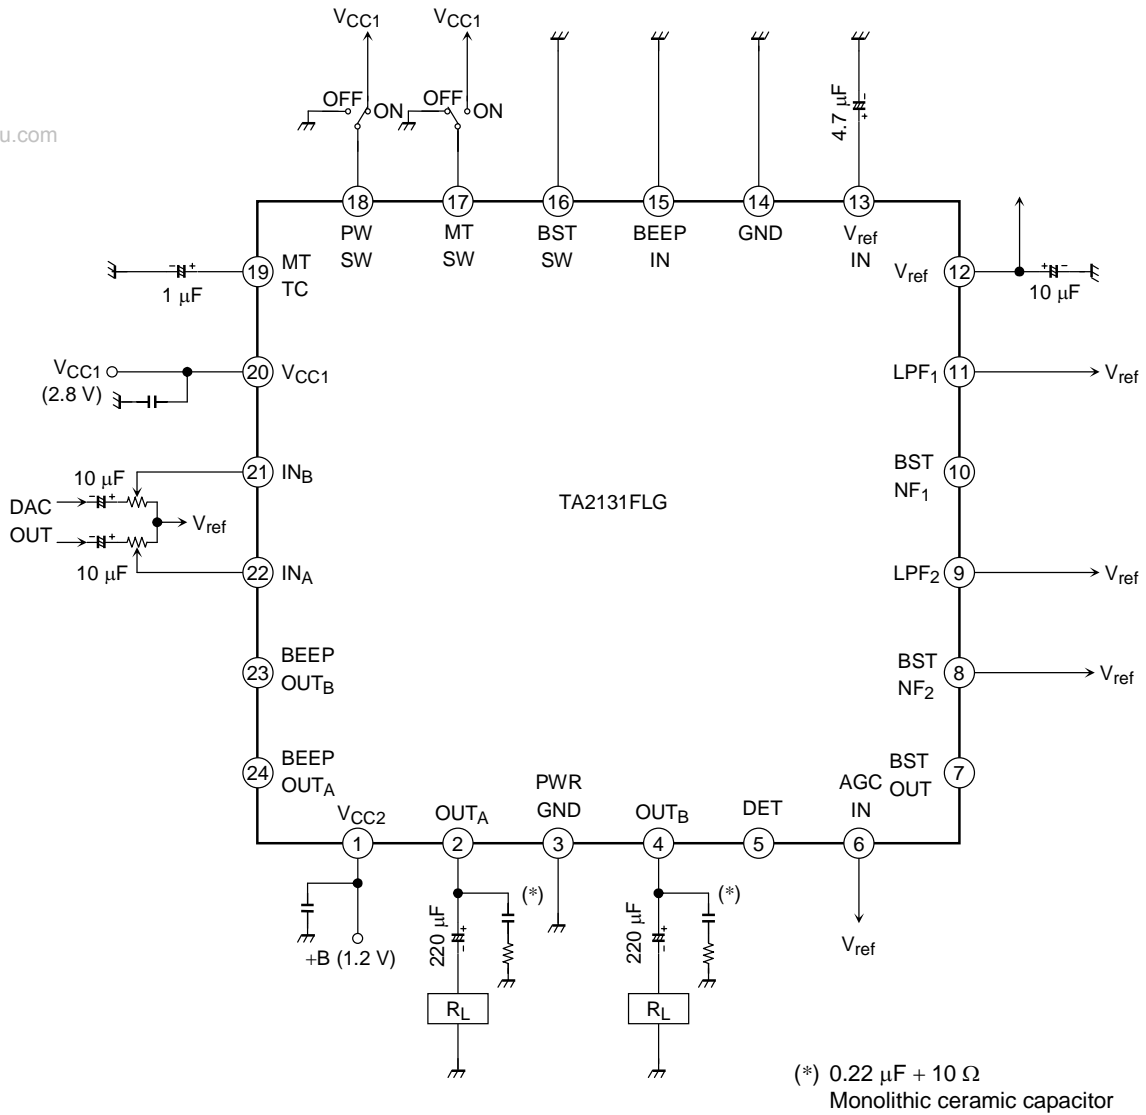 VCC1
VCC1
OFF
ON
OFF
ON
4.7 μF
u.com
18
17
16
15
14
13
PW
SW
MT
SW
BST
SW
BEEP
IN
GND
Vref
IN
19
MT
TC
1 μF
Vref
12
10 μF
VCC1
(2.8 V)
20
VCC1
LPF1
11
Vref
10 μF
21
INB
BST
NF1
10
DAC
OUT
Vref
TA2131FLG
10 μF
22
INA
LPF2
9
Vref
23
BEEP
OUTB
BST
NF2
8
Vref
24
BEEP
OUTA
BST
OUT
7
VCC2
OUTA
PWR
GND
OUTB
DET
AGC
IN
1
2
3
4
5
6
(*)
(*)
220 μF
220 μF
+B (1.2 V)
Vref
RL
RL
(*) 0.22 μF + 10 Ω
Monolithic ceramic capacitor